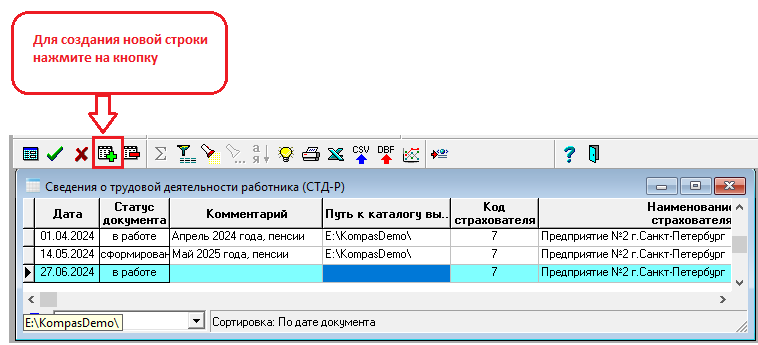 Для создания новой строки
нажмите на кнопку
Σ а я CSV DBF ?
Сведения о трудовой деятельности работника (СТД-Р)
Дата Статус документа Комментарий Путь к каталогу вы.. Код страхователя Наименование страхователя
01.04.2024 в работе Апрель 2024 года, пенсии E:\KompasDemo\ 7 Предприятие №2 г.Санкт-Петербург
14.05.2024 сформирован Май 2025 года, пенсии E:\KompasDemo\ 7 Предприятие №2 г.Санкт-Петербург
27.06.2024 в работе 7 Предприятие №2 г.Санкт-Петербург
E:\KompasDemo\ Сортировка: По дате документа